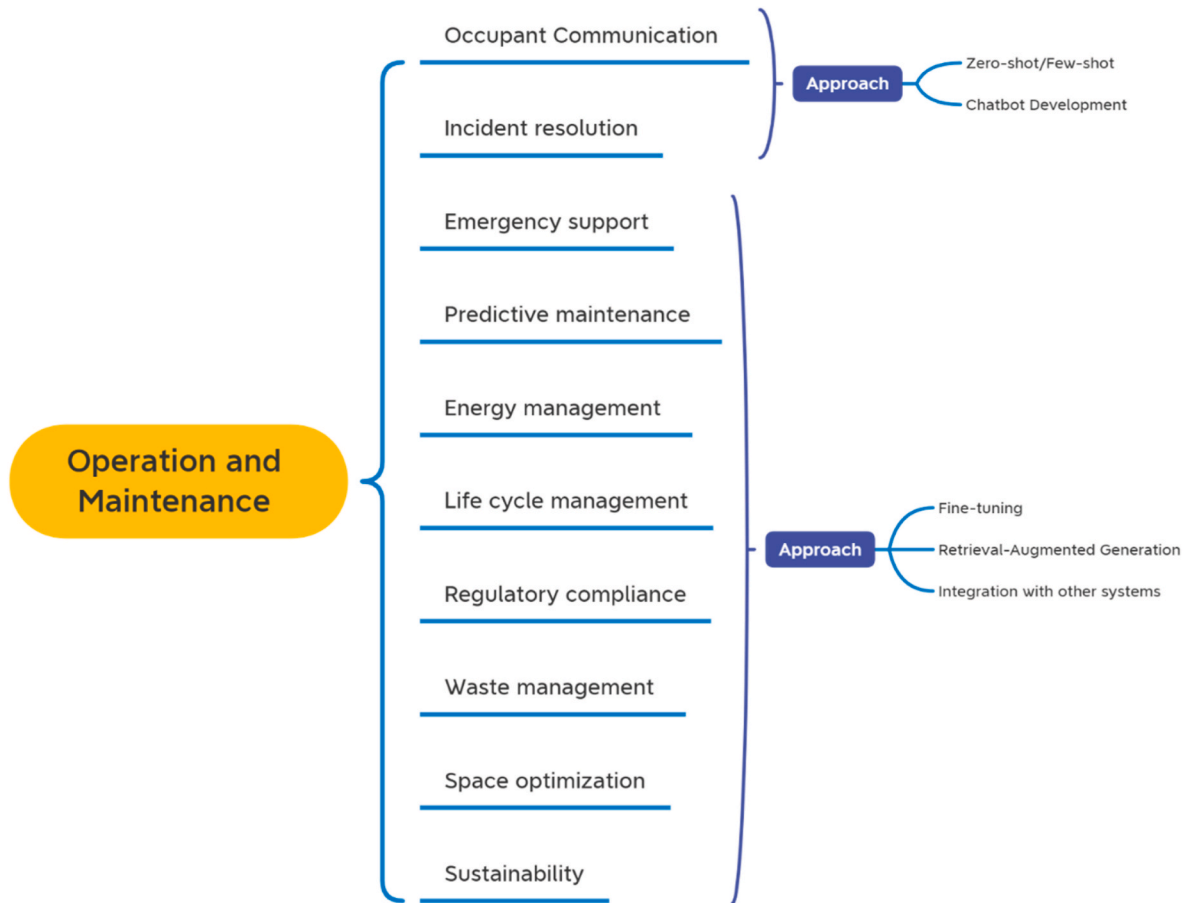 Occupant Communication
Incident resolution
Emergency support
Predictive maintenance
Energy management
Life cycle management
Regulatory compliance
Waste management
Space optimization
Sustainability
Operation and
Maintenance
Approach
Zero-shot/Few-shot
Chatbot Development
Approach
Fine-tuning
Retrieval-Augmented Generation
Integration with other systems